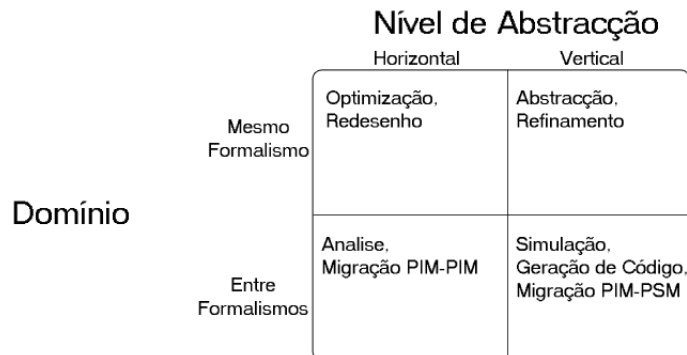 Nível de Abstracção
Horizontal
Vertical
Mesmo
Formalismo
Optimização,
Redesenho
Abstracção,
Refinamento
Domínio
Entre
Formalismos
Analise,
Migração PIM-PIM
Simulação,
Geração de Código,
Migração PIM-PSM